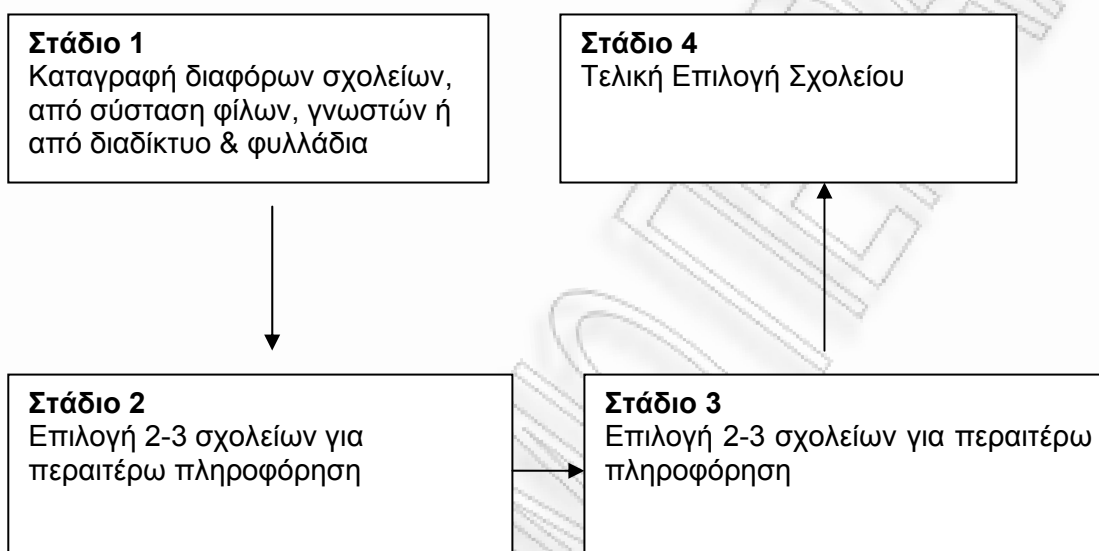 Στάδιο 1
Καταγραφή διαφόρων σχολείων,
από σύσταση φίλων, γνωστών ή
από διαδίκτυο & φυλλάδια
Στάδιο 4
Τελική Επιλογή Σχολείου
Στάδιο 2
Επιλογή 2-3 σχολείων για
περαιτέρω πληροφόρηση
Στάδιο 3
Επιλογή 2-3 σχολείων για περαιτέρω
πληροφόρηση